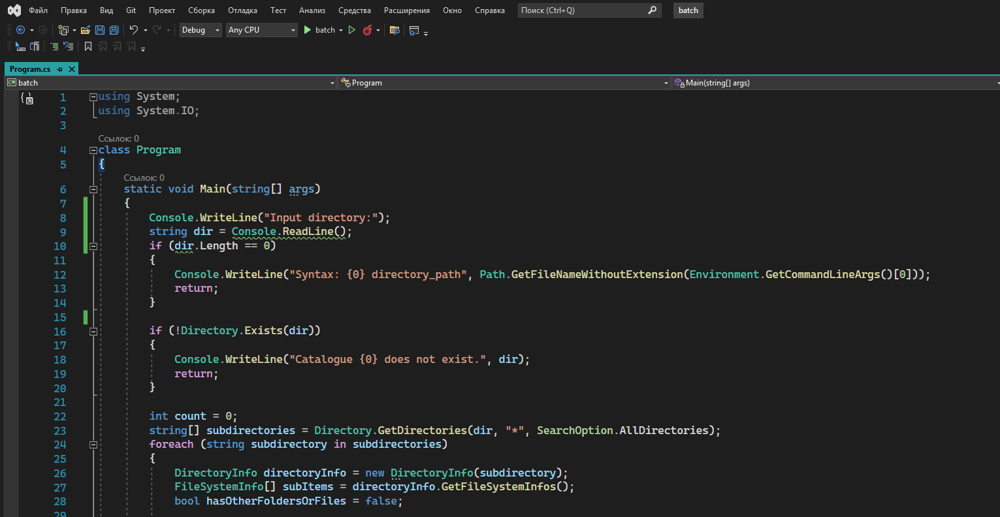 Файл Правка Вид Git Проект Сборка Отладка Тест Анализ Средства Расширения Окно Справка Поиск (Ctrl+Q) batch
Debug Any CPU batch
Program.cs
C# batch Program Main(string[] args)
1 using System;
2 using System.IO;
3
Ссылок: 0
4 class Program
5 {
Ссылок: 0
6 static void Main(string[] args)
7 {
8 Console.WriteLine("Input directory:");
9 string dir = Console.ReadLine();
10 if (dir.Length == 0)
11 {
12 Console.WriteLine("Syntax: {0} directory_path", Path.GetFileNameWithoutExtension(Environment.GetCommandLineArgs()[0]));
13 return;
14 }
15
16 if (!Directory.Exists(dir))
17 {
18 Console.WriteLine("Catalogue {0} does not exist.", dir);
19 return;
20 }
21
22 int count = 0;
23 string[] subdirectories = Directory.GetDirectories(dir, "*", SearchOption.AllDirectories);
24 foreach (string subdirectory in subdirectories)
25 {
26 DirectoryInfo directoryInfo = new DirectoryInfo(subdirectory);
27 FileSystemInfo[] subItems = directoryInfo.GetFileSystemInfos();
28 bool hasOtherFoldersOrFiles = false;
29